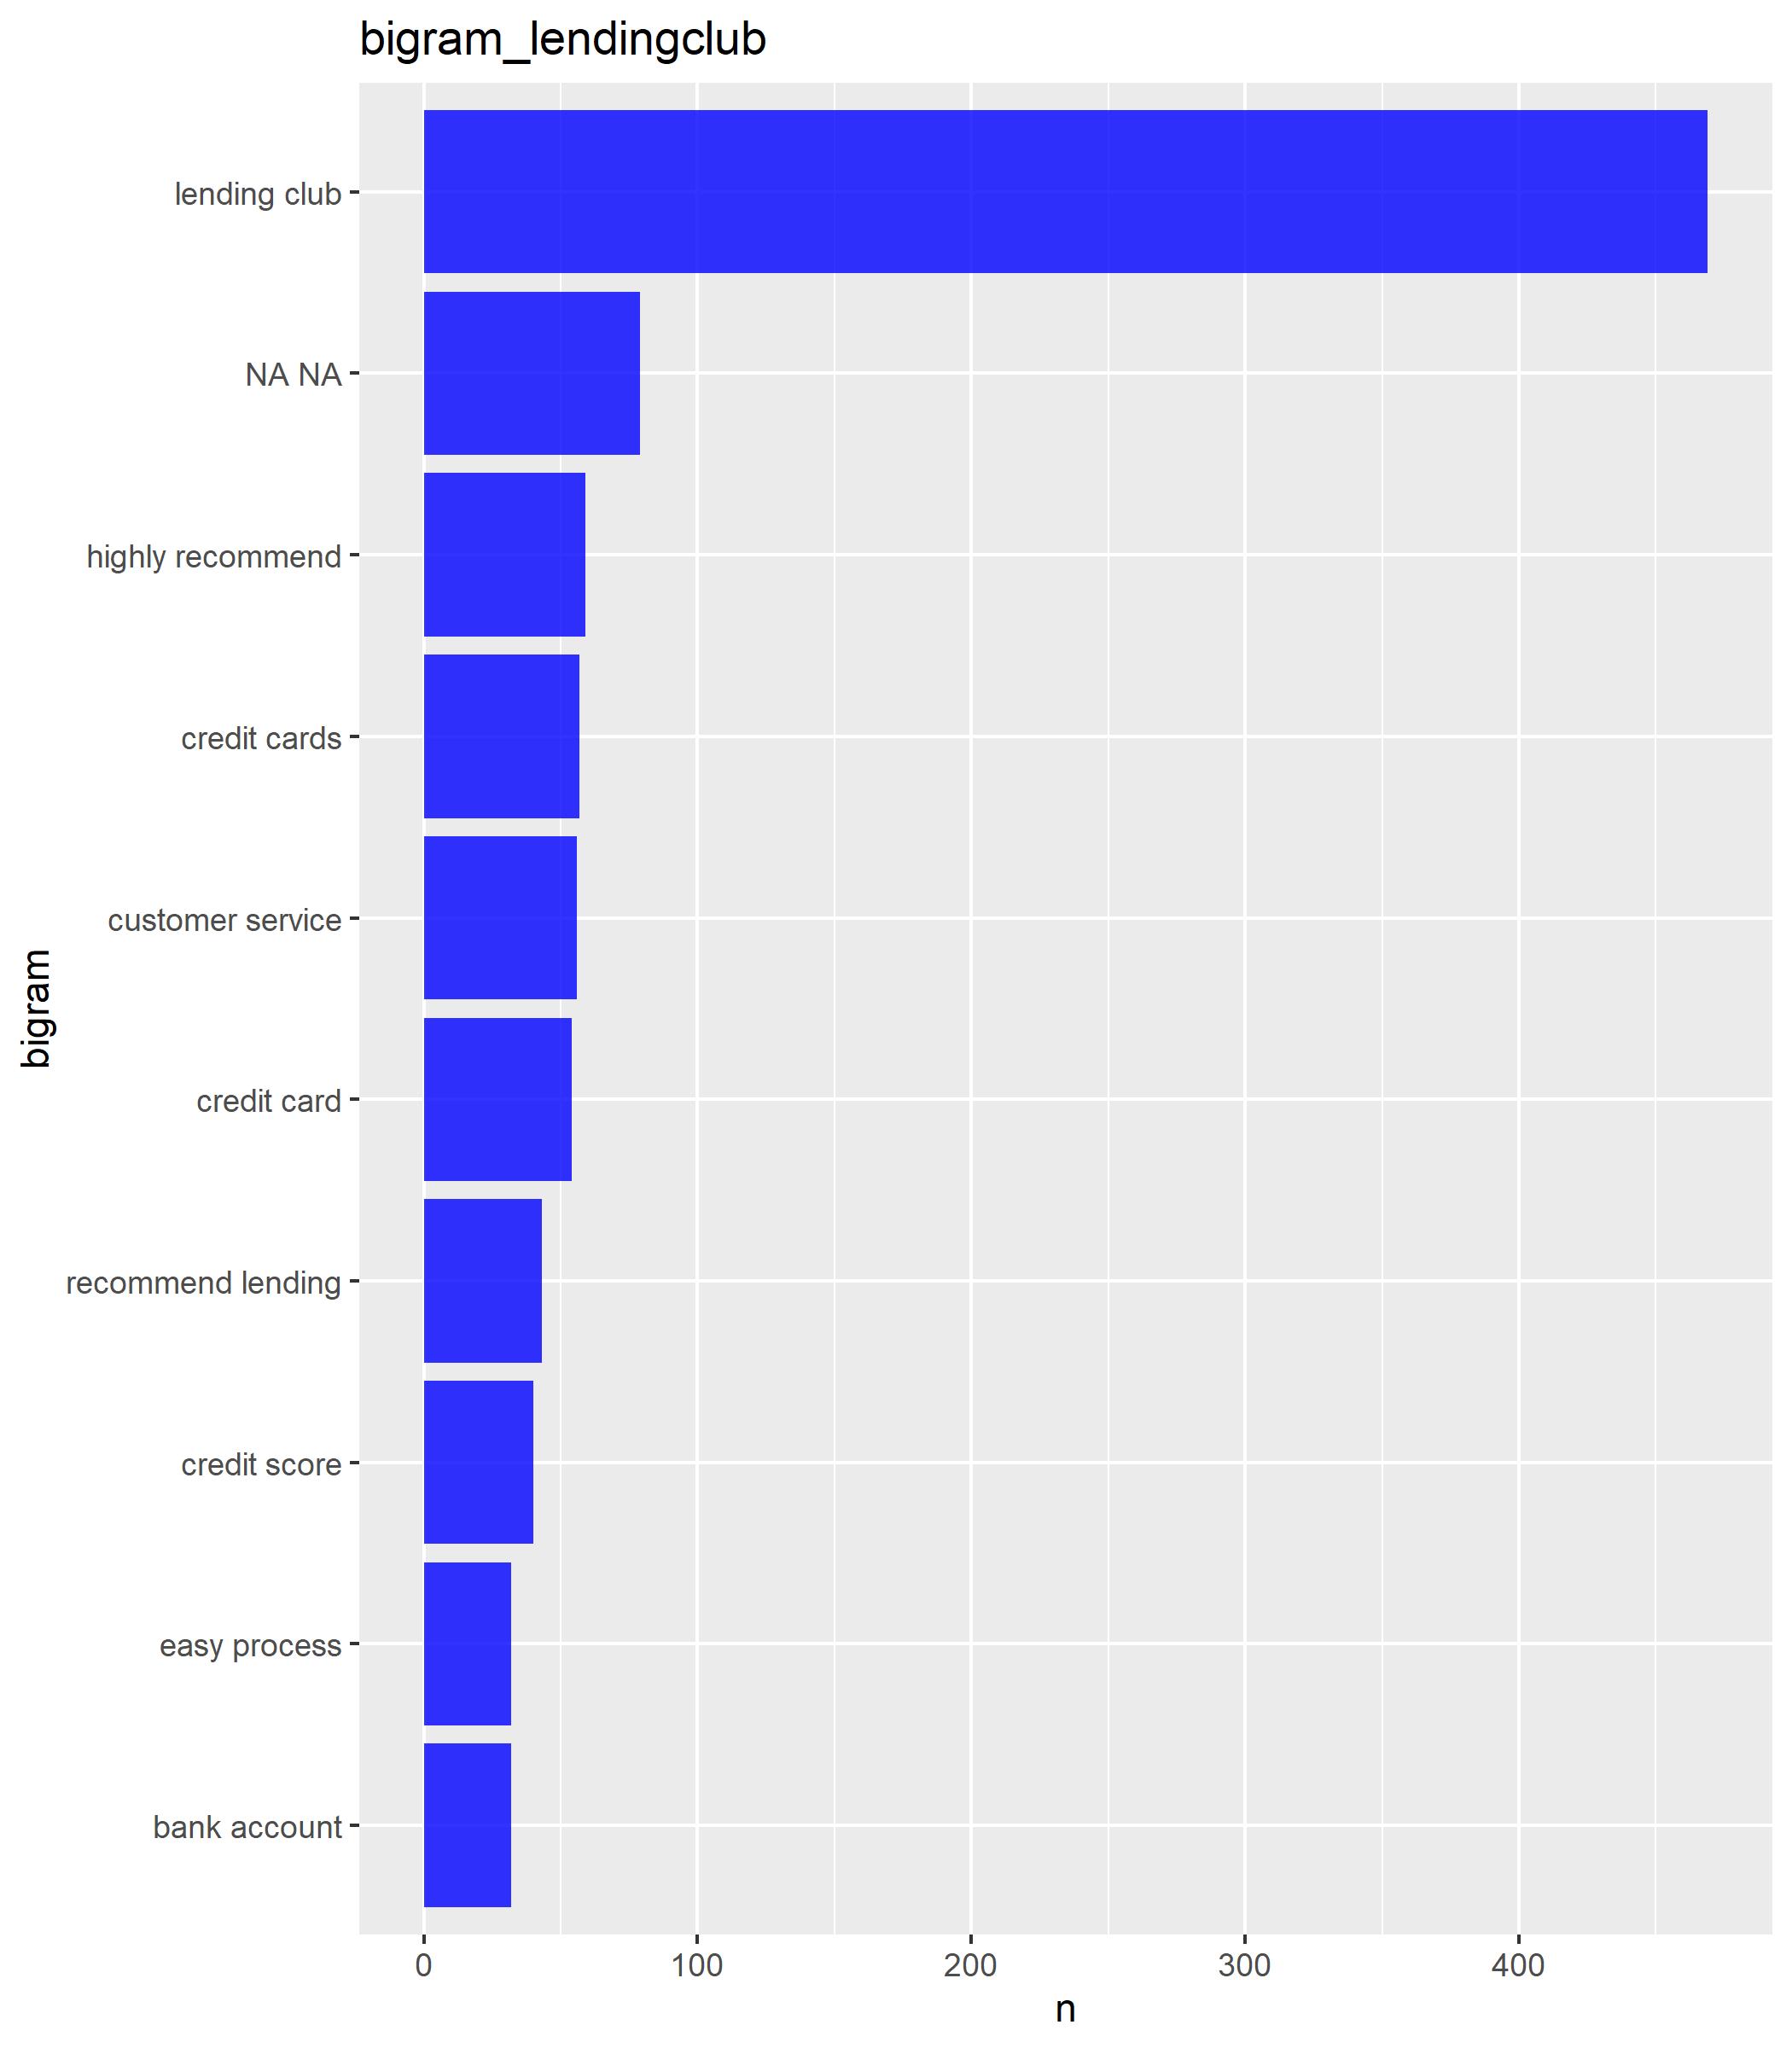 bigram_lendingclub
lending club
NA NA
highly recommend
credit cards
customer service
credit card
recommend lending
credit score
easy process
bank account
bigram
0 100 200 300 400
n